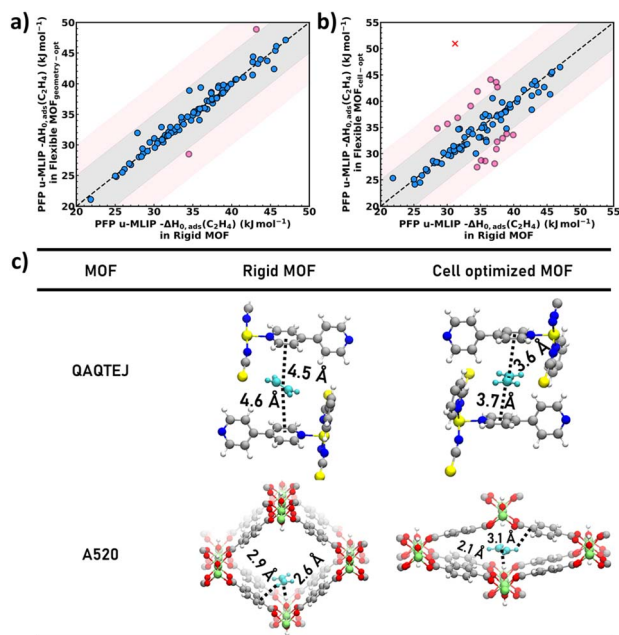 a)
50
45
40
35
30
25
20
20 25 30 35 40 45 50
PFP u-MLIP -ΔH0,ads(C2H4) (kJ mol−1)
in Flexible MOFgeometry−opt
PFP u-MLIP -ΔH0,ads(C2H4) (kJ mol−1)
in Rigid MOF
b)
55
50
45
40
35
30
25
20
20 25 30 35 40 45 50 55
PFP u-MLIP -ΔH0,ads(C2H4) (kJ mol−1)
in Flexible MOFcell−opt
PFP u-MLIP -ΔH0,ads(C2H4) (kJ mol−1)
in Rigid MOF
c)
MOF Rigid MOF Cell optimized MOF
QAQTEJ
4.5 Å
4.6 Å
3.6 Å
3.7 Å
A520
2.9 Å
2.6 Å
3.1 Å
2.1 Å